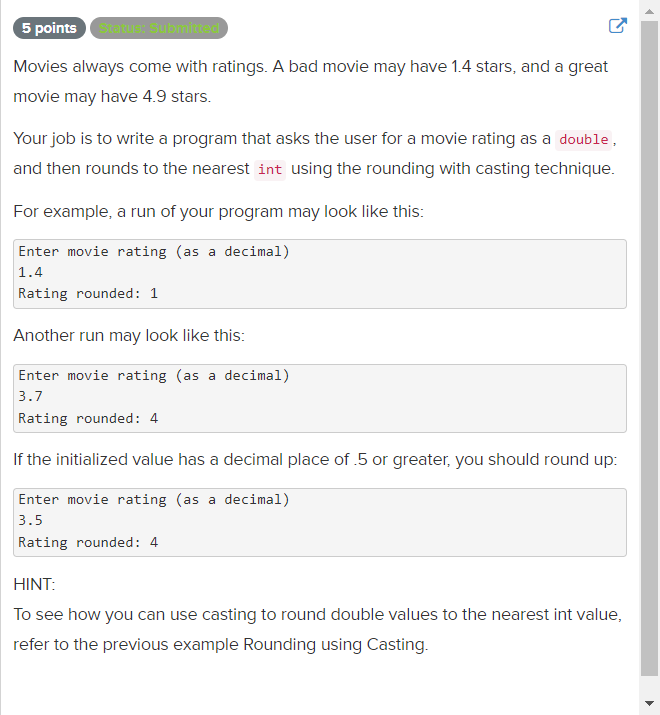 5 points Status: Submitted
Movies always come with ratings. A bad movie may have 1.4 stars, and a great
movie may have 4.9 stars.
Your job is to write a program that asks the user for a movie rating as a double,
and then rounds to the nearest int using the rounding with casting technique.
For example, a run of your program may look like this:
Enter movie rating (as a decimal)
1.4
Rating rounded: 1
Another run may look like this:
Enter movie rating (as a decimal)
3.7
Rating rounded: 4
If the initialized value has a decimal place of .5 or greater, you should round up:
Enter movie rating (as a decimal)
3.5
Rating rounded: 4
HINT:
To see how you can use casting to round double values to the nearest int value,
refer to the previous example Rounding using Casting.